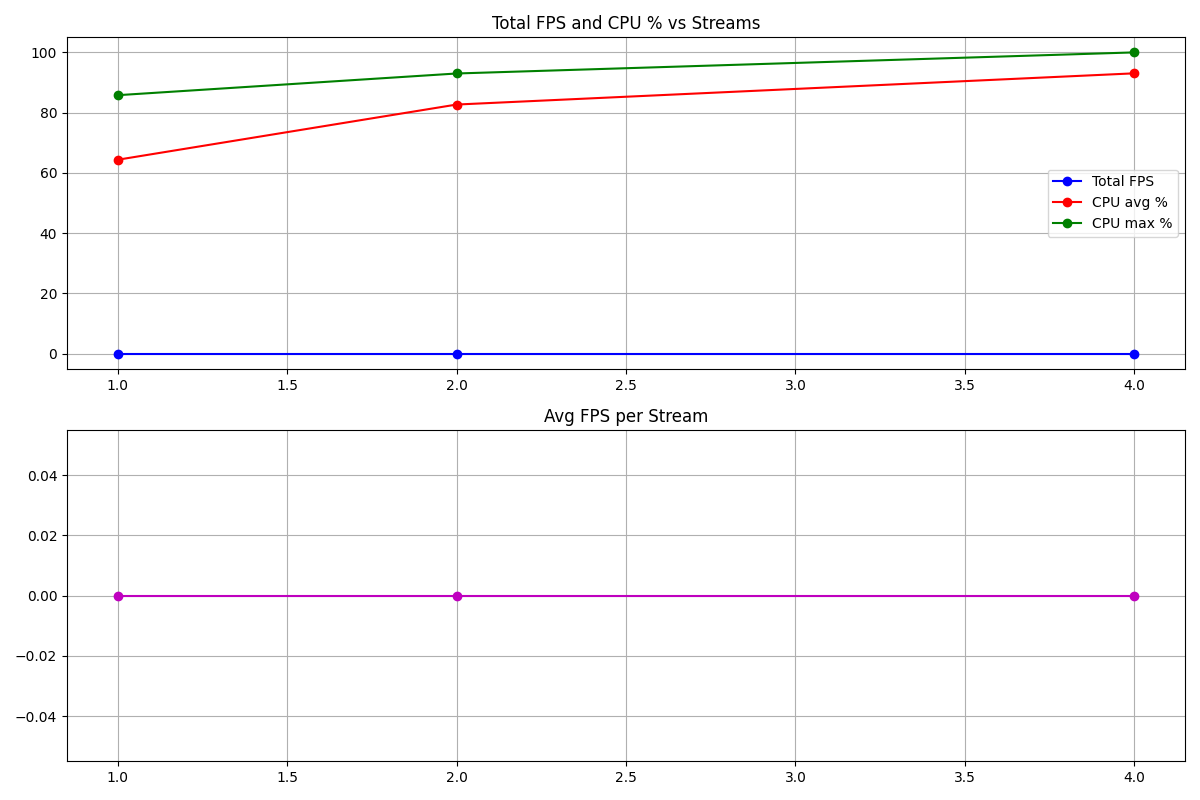 Total FPS and CPU % vs Streams
100
80
60
40
20
0
Total FPS
CPU avg %
CPU max %
1.0 1.5 2.0 2.5 3.0 3.5 4.0
Avg FPS per Stream
0.04
0.02
0.00
−0.02
−0.04
1.0 1.5 2.0 2.5 3.0 3.5 4.0